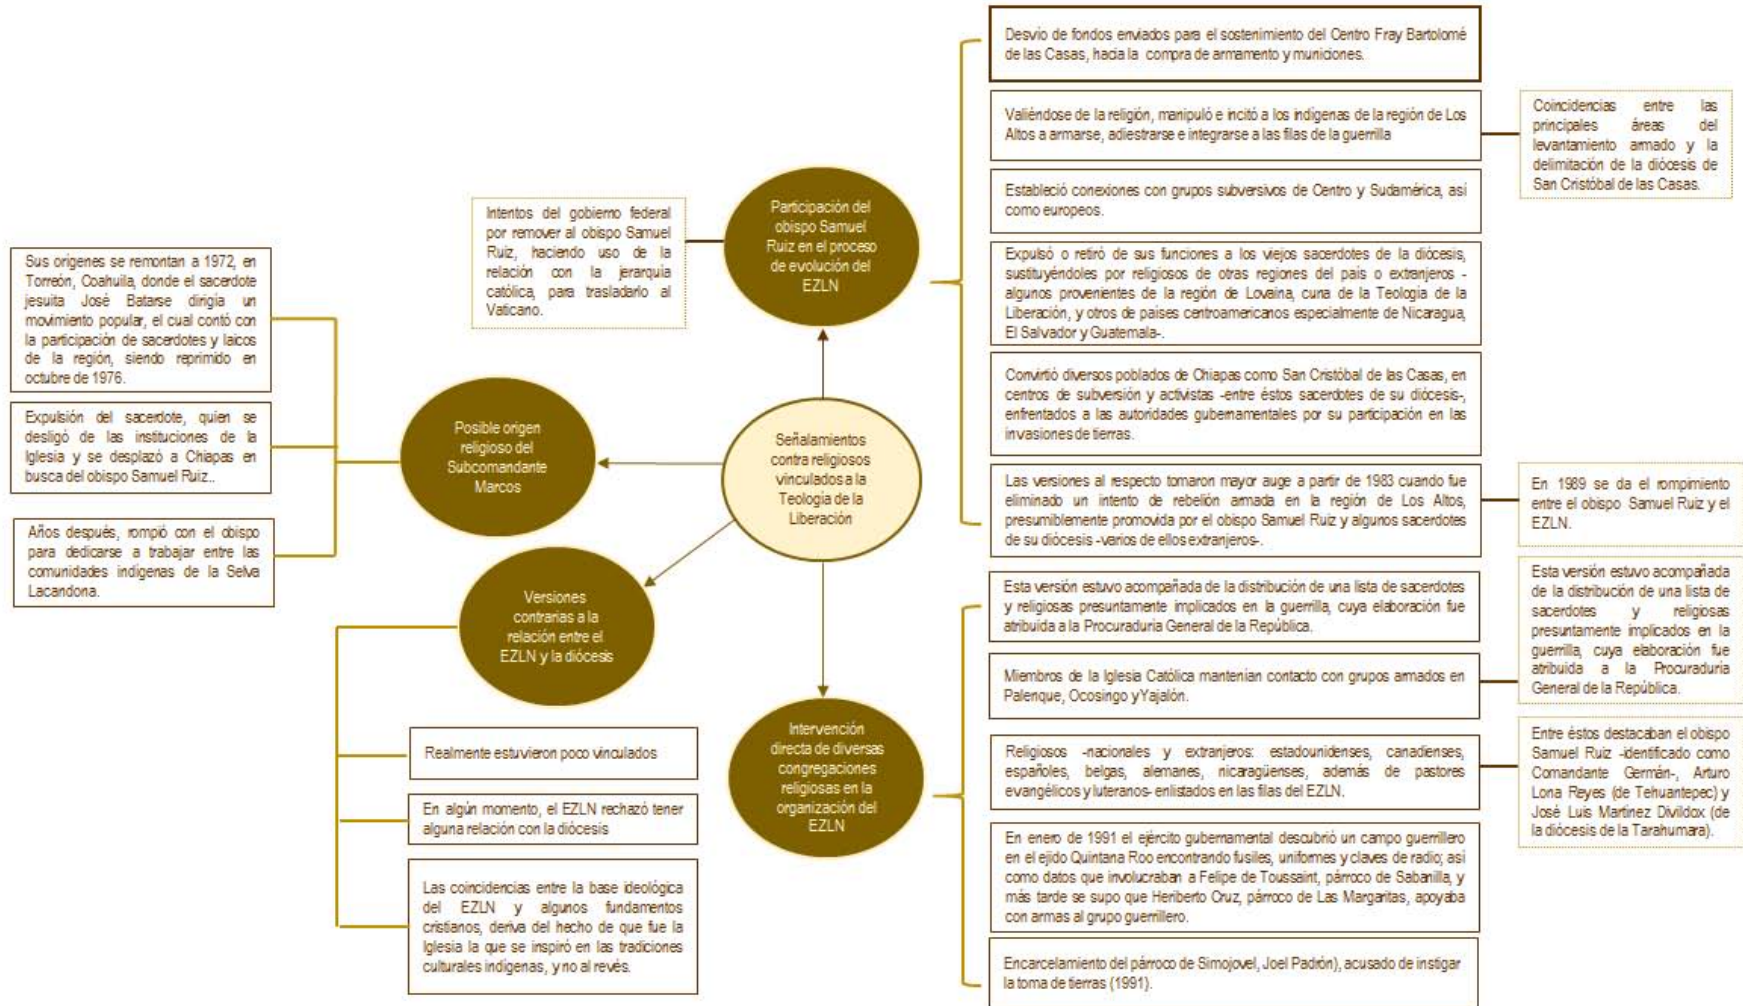 Desvío de fondos enviados para el sostenimiento del Centro Fray Bartolomé
de las Casas, hacia la compra de armamento y municiones.
Valiéndose de la religión, manipuló e incitó a los indígenas de la región de Los
Altos a armarse, adiestrarse e integrarse a las filas de la guerrilla
Coincidencias entre las
principales áreas del
levantamiento armado y la
delimitación de la diócesis de
San Cristóbal de las Casas.
Estableció conexiones con grupos subversivos de Centro y Sudamérica, así
como europeos.
Participación del
obispo Samuel
Ruiz en el proceso
de evolución del
EZLN
Intentos del gobierno federal
por remover al obispo Samuel
Ruiz, haciendo uso de la
relación con la jerarquía
católica, para trasladarlo al
Vaticano.
Expulsó o retiró de sus funciones a los viejos sacerdotes de la diócesis,
sustituyéndoles por religiosos de otras regiones del país o extranjeros -
algunos provenientes de la región de Lovaina, cuna de la Teología de la
Liberación, y otros de países centroamericanos especialmente de Nicaragua,
El Salvador y Guatemala-.
Convirtió diversos poblados de Chiapas como San Cristóbal de las Casas, en
centros de subversión y activistas -entre éstos sacerdotes de su diócesis-,
enfrentados a las autoridades gubernamentales por su participación en las
invasiones de tierras.
Las versiones al respecto tomaron mayor auge a partir de 1983 cuando fue
eliminado un intento de rebelión armada en la región de Los Altos,
presumiblemente promovida por el obispo Samuel Ruiz y algunos sacerdotes
de su diócesis -varios de ellos extranjeros-.
En 1989 se da el rompimiento
entre el obispo Samuel Ruiz y el
EZLN.
Sus orígenes se remontan a 1972, en
Torreón, Coahuila, donde el sacerdote
jesuita José Batarse dirigía un
movimiento popular, el cual contó con
la participación de sacerdotes y laicos
de la región, siendo reprimido en
octubre de 1976.
Expulsión del sacerdote, quien se
desligó de las instituciones de la
Iglesia y se desplazó a Chiapas en
busca del obispo Samuel Ruiz..
Años después, rompió con el obispo
para dedicarse a trabajar entre las
comunidades indígenas de la Selva
Lacandona.
Posible origen
religioso del
Subcomandante
Marcos
Señalamientos
contra religiosos
vinculados a la
Teología de la
Liberación
Versiones
contrarias a la
relación entre el
EZLN y la diócesis
Realmente estuvieron poco vinculados
En algún momento, el EZLN rechazó tener
alguna relación con la diócesis
Las coincidencias entre la base ideológica
del EZLN y algunos fundamentos
cristianos, deriva del hecho de que fue la
Iglesia la que se inspiró en las tradiciones
culturales indígenas, y no al revés.
Intervención
directa de diversas
congregaciones
religiosas en la
organización del
EZLN
Esta versión estuvo acompañada de la distribución de una lista de sacerdotes
y religiosas presuntamente implicados en la guerrilla, cuya elaboración fue
atribuida a la Procuraduría General de la República.
Esta versión estuvo acompañada
de la distribución de una lista de
sacerdotes y religiosas
presuntamente implicados en la
guerrilla, cuya elaboración fue
atribuida a la Procuraduría
General de la República.
Miembros de la Iglesia Católica mantenían contacto con grupos armados en
Palenque, Ocosingo y Yajalón.
Religiosos -nacionales y extranjeros: estadounidenses, canadienses,
españoles, belgas, alemanes, nicaragüenses, además de pastores
evangélicos y luteranos- enlistados en las filas del EZLN.
Entre éstos destacaban el obispo
Samuel Ruiz -identificado como
Comandante Germán-, Arturo
Lona Reyes (de Tehuantepec) y
José Luis Martínez Divildox (de
la diócesis de la Tarahumara).
En enero de 1991 el ejército gubernamental descubrió un campo guerrillero
en el ejido Quintana Roo encontrando fusiles, uniformes y claves de radio; así
como datos que involucraban a Felipe de Toussaint, párroco de Sabanilla, y
más tarde se supo que Heriberto Cruz, párroco de Las Margaritas, apoyaba
con armas al grupo guerrillero.
Encarcelamiento del párroco de Simojovel, Joel Padrón), acusado de instigar
la toma de tierras (1991).